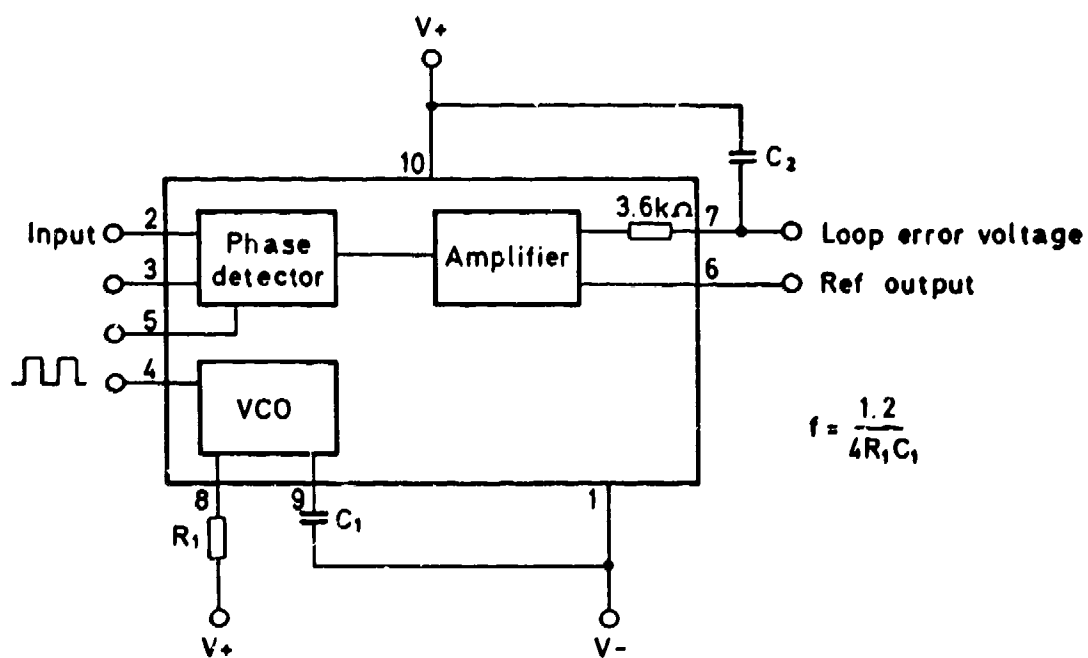 V+
10
C₂
3.6kΩ
7
Input
2
Phase
detector
Amplifier
Loop error voltage
3
6
Ref output
5
4
VCO
f = 1.2
4R₁C₁
8
9
1
R₁
C₁
V+
V-